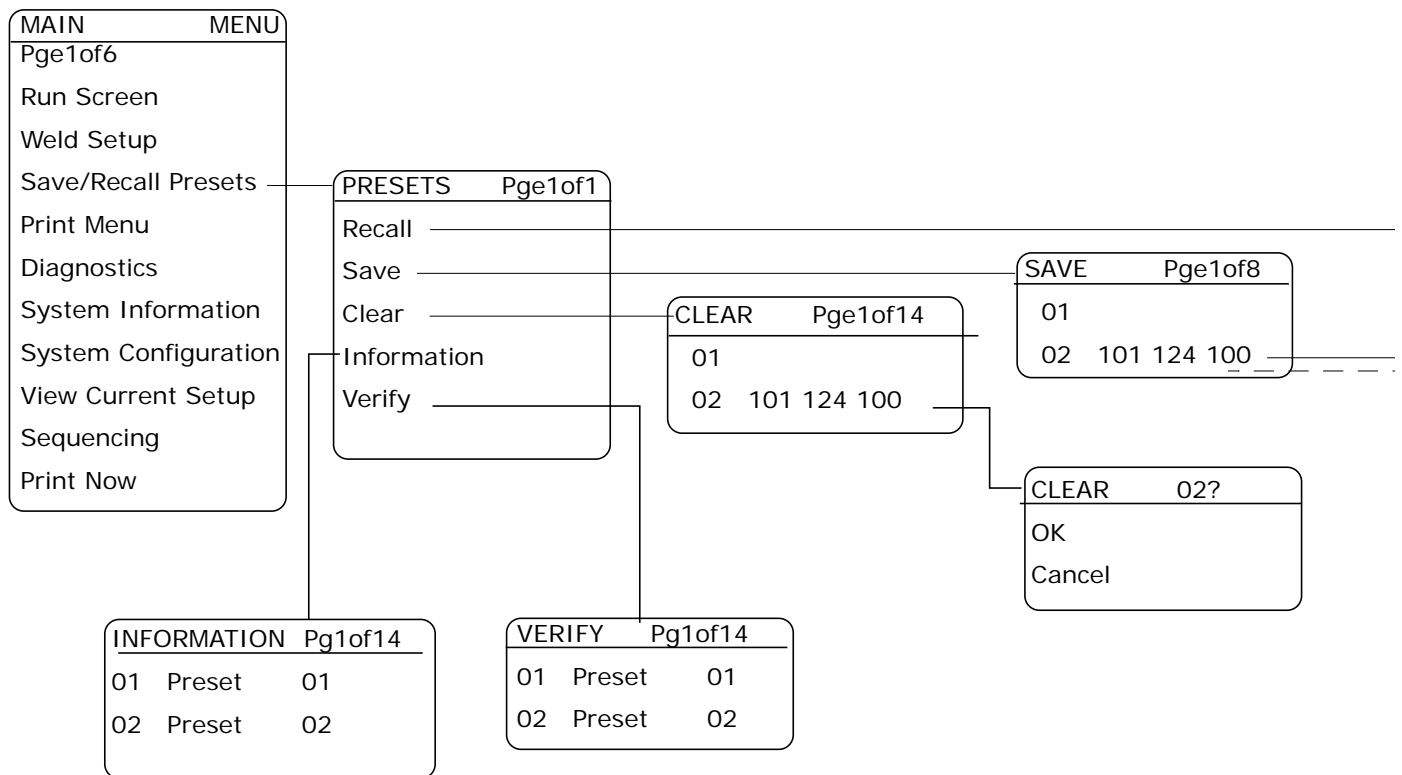 MAIN MENU
Pge1of6
Run Screen
Weld Setup
Save/Recall Presets
Print Menu
Diagnostics
System Information
System Configuration
View Current Setup
Sequencing
Print Now
PRESETS Pge1of1
Recall
Save
Clear
Information
Verify
SAVE Pge1of8
01
02 101 124 100
CLEAR Pge1of14
01
02 101 124 100
CLEAR 02?
OK
Cancel
INFORMATION Pg1of14
01 Preset 01
02 Preset 02
VERIFY Pg1of14
01 Preset 01
02 Preset 02